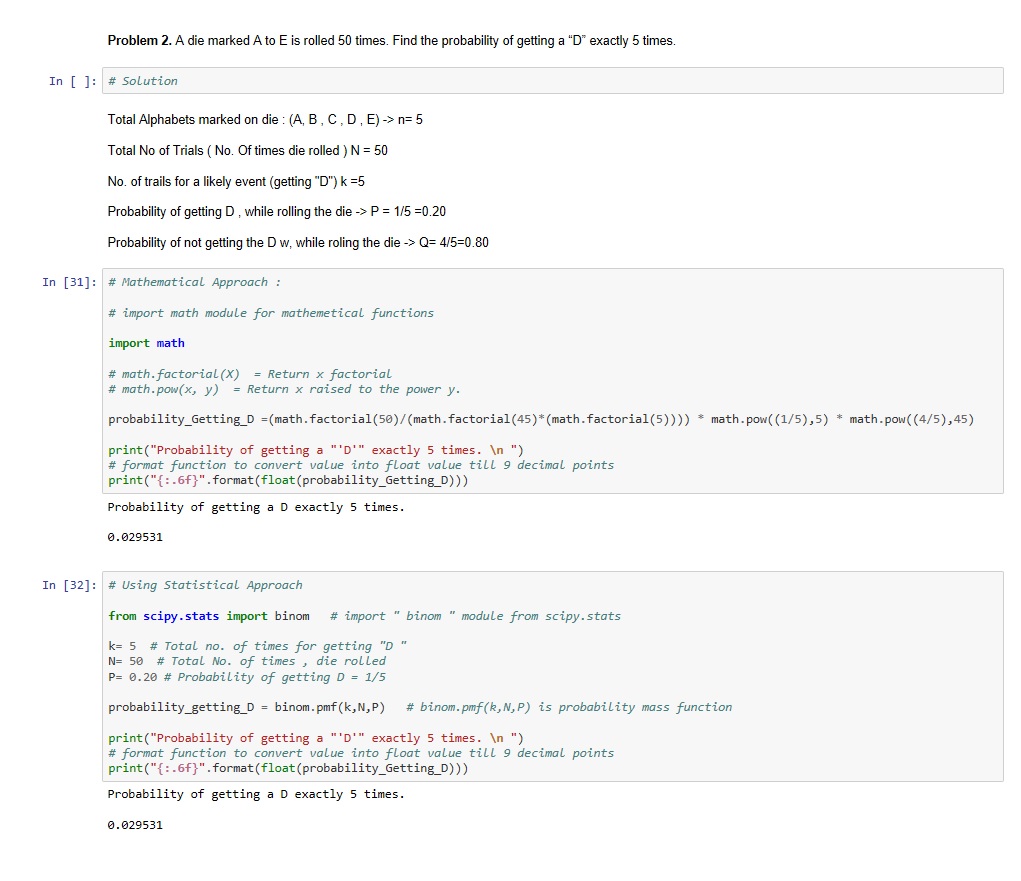 Problem 2. A die marked A to E is rolled 50 times. Find the probability of getting a “D” exactly 5 times.
In [ ]: # Solution
Total Alphabets marked on die : (A, B , C , D , E) -> n= 5
Total No of Trials ( No. Of times die rolled ) N = 50
No. of trails for a likely event (getting "D") k =5
Probability of getting D , while rolling the die -> P = 1/5 =0.20
Probability of not getting the D w, while roling the die -> Q= 4/5=0.80
In [31]: # Mathematical Approach :
# import math module for mathemetical functions
import math
# math.factorial(X) = Return x factorial
# math.pow(x, y) = Return x raised to the power y.
probability_Getting_D =(math.factorial(50)/(math.factorial(45)*(math.factorial(5)))) * math.pow((1/5),5) * math.pow((4/5),45)
print("Probability of getting a "'D'" exactly 5 times. \n ")
# format function to convert value into float value till 9 decimal points
print("{:.6f}".format(float(probability_Getting_D)))
Probability of getting a D exactly 5 times.
0.029531
In [32]: # Using Statistical Approach
from scipy.stats import binom # import " binom " module from scipy.stats
k= 5 # Total no. of times for getting "D "
N= 50 # Total No. of times , die rolled
P= 0.20 # Probability of getting D = 1/5
probability_getting_D = binom.pmf(k,N,P) # binom.pmf(k,N,P) is probability mass function
print("Probability of getting a "'D'" exactly 5 times. \n ")
# format function to convert value into float value till 9 decimal points
print("{:.6f}".format(float(probability_Getting_D)))
Probability of getting a D exactly 5 times.
0.029531